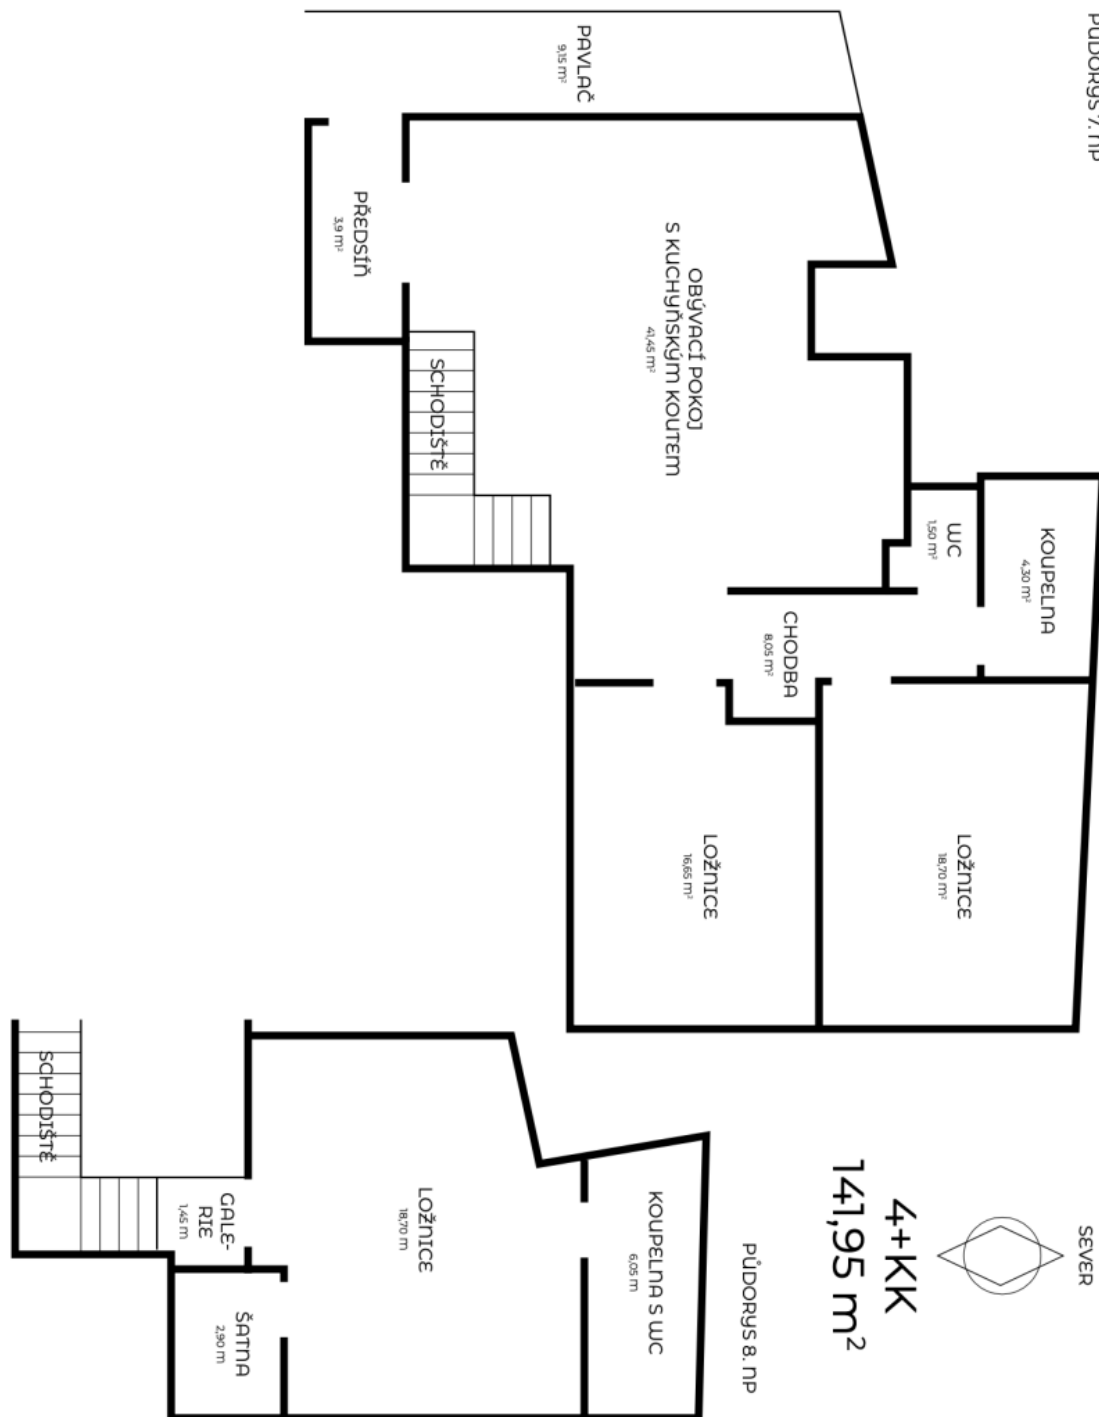 PŮDORYS 7. NP
PAVLAČ
9,15 m²
PŘEDSÍŇ
3,9 m²
OBÝVACÍ POKOJ
S KUCHYŇSKÝM KOUTEM
41,45 m²
SCHODIŠTĚ
WC
1,50 m²
KOUPELNA
4,30 m²
CHODBA
8,05 m²
LOŽNICE
16,65 m²
LOŽNICE
18,70 m²
SEVER
4+KK
141,95 m²
PŮDORYS 8. NP
SCHODIŠTĚ
GALE-
RIE
1,45 m
LOŽNICE
18,70 m
KOUPELNA S WC
6,05 m
ŠATNA
2,90 m